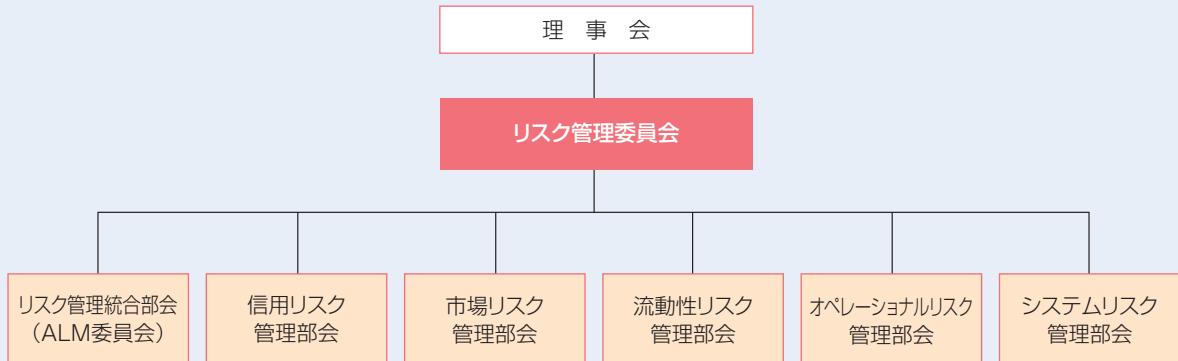 理 事 会
リスク管理委員会
リスク管理統合部会
（ALM委員会）
信用リスク
管理部会
市場リスク
管理部会
流動性リスク
管理部会
オペレーショナルリスク
管理部会
システムリスク
管理部会